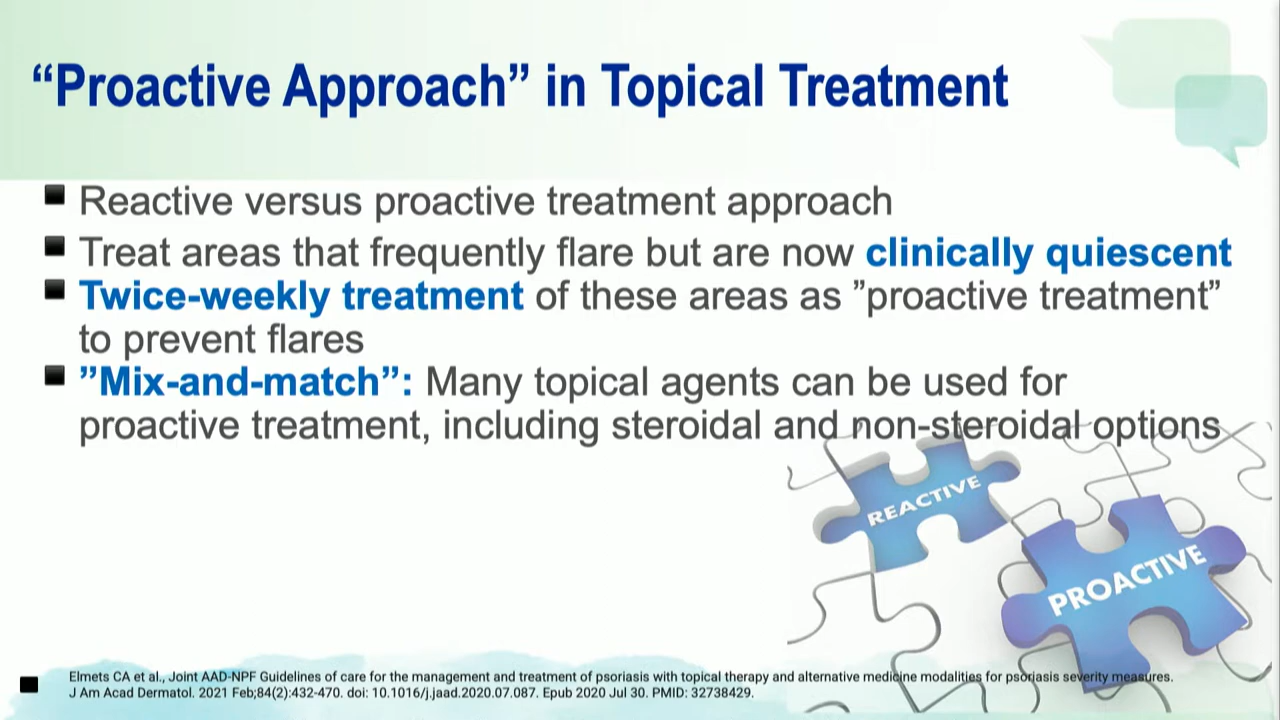 “Proactive Approach” in Topical Treatment
Reactive versus proactive treatment approach
Treat areas that frequently flare but are now clinically quiescent
Twice-weekly treatment of these areas as ”proactive treatment”
to prevent flares
”Mix-and-match”: Many topical agents can be used for
proactive treatment, including steroidal and non-steroidal options
REACTIVE
PROACTIVE
Elmets CA et al., Joint AAD-NPF Guidelines of care for the management and treatment of psoriasis with topical therapy and alternative medicine modalities for psoriasis severity measures.
J Am Acad Dermatol. 2021 Feb;84(2):432-470. doi: 10.1016/j.jaad.2020.07.087. Epub 2020 Jul 30. PMID: 32738429.